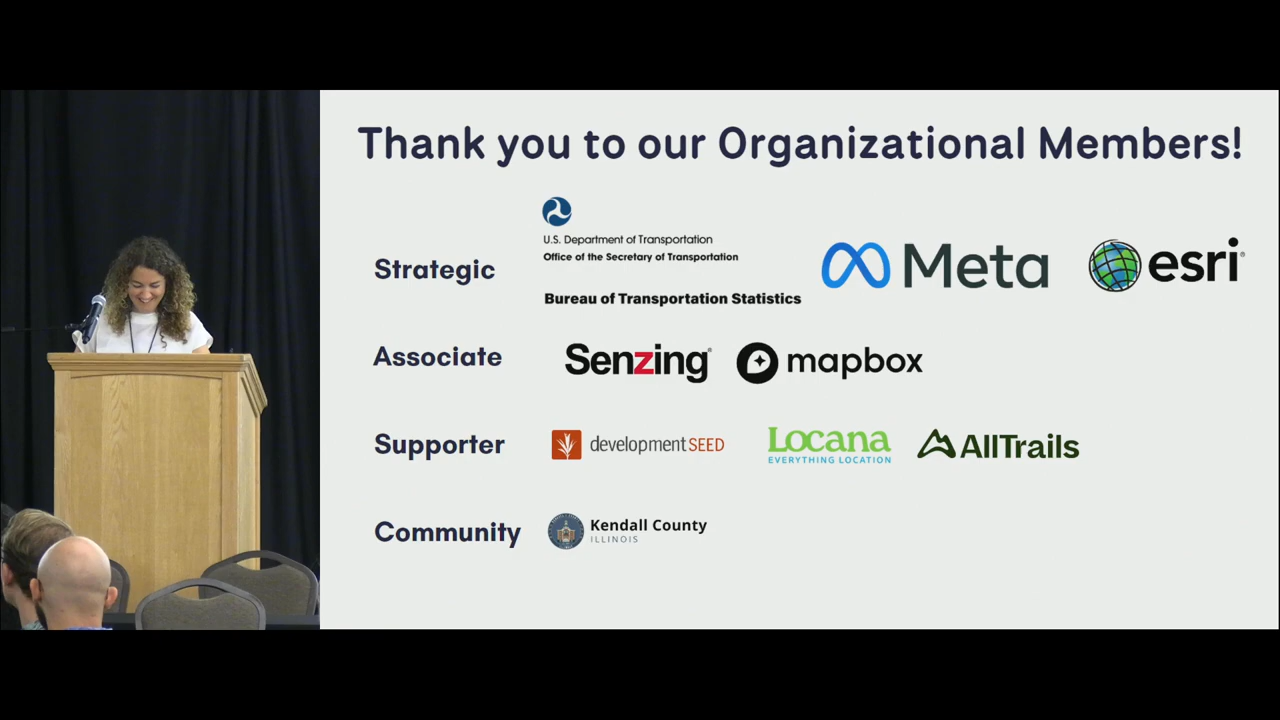 Thank you to our Organizational Members!
Strategic
U.S. Department of Transportation
Office of the Secretary of Transportation
Bureau of Transportation Statistics
Meta
esri
Associate
Senzing
mapbox
Supporter
developmentSEED
Locana
EVERYTHING LOCATION
AllTrails
Community
Kendall County
ILLINOIS